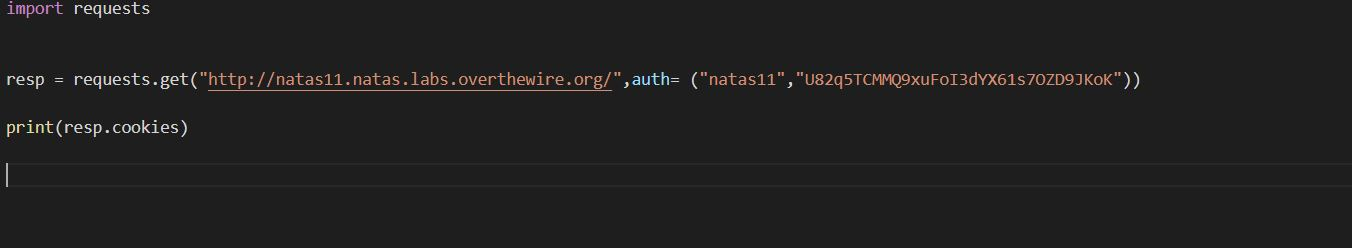 import requests
resp = requests.get("http://natas11.natas.labs.overthewire.org/",auth= ("natas11","U82q5TCMMQ9xuFoI3dYX61s7OZD9JKoK"))
print(resp.cookies)